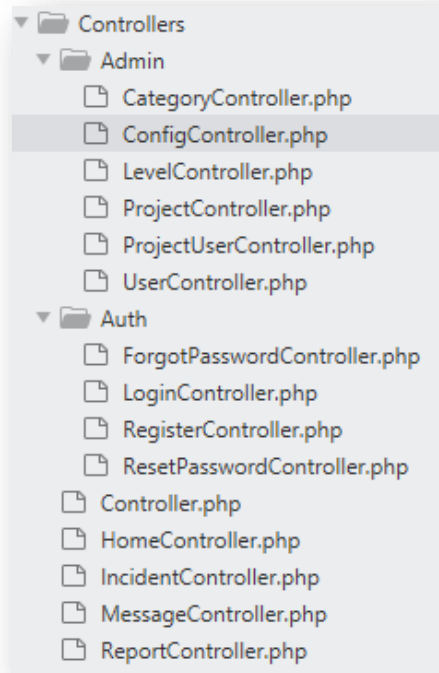 Controllers
Admin
CategoryController.php
ConfigController.php
LevelController.php
ProjectController.php
ProjectUserController.php
UserController.php
Auth
ForgotPasswordController.php
LoginController.php
RegisterController.php
ResetPasswordController.php
Controller.php
HomeController.php
IncidentController.php
MessageController.php
ReportController.php